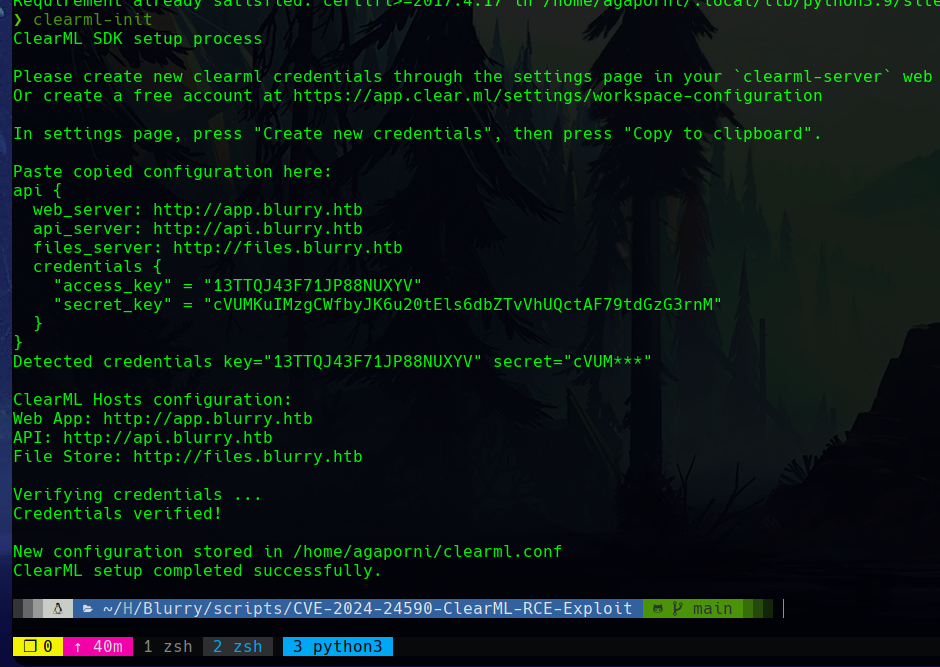 Requirement already satisfied: certifi>=2017.4.17 in /home/agaporni/.local/lib/python3.9/site
❯ clearml-init
ClearML SDK setup process

Please create new clearml credentials through the settings page in your `clearml-server` web
Or create a free account at https://app.clear.ml/settings/workspace-configuration

In settings page, press "Create new credentials", then press "Copy to clipboard".

Paste copied configuration here:
api {
  web_server: http://app.blurry.htb
  api_server: http://api.blurry.htb
  files_server: http://files.blurry.htb
  credentials {
    "access_key" = "13TTQJ43F71JP88NUXYV"
    "secret_key" = "cVUMKuIMzgCWfbyJK6u20tEls6dbZTvVhUQctAF79tdGzG3rnM"
  }
}
Detected credentials key="13TTQJ43F71JP88NUXYV" secret="cVUM***"

ClearML Hosts configuration:
Web App: http://app.blurry.htb
API: http://api.blurry.htb
File Store: http://files.blurry.htb

Verifying credentials ...
Credentials verified!

New configuration stored in /home/agaporni/clearml.conf
ClearML setup completed successfully.

~/H/Blurry/scripts/CVE-2024-24590-ClearML-RCE-Exploit main
0 ↑ 40m 1 zsh 2 zsh 3 python3